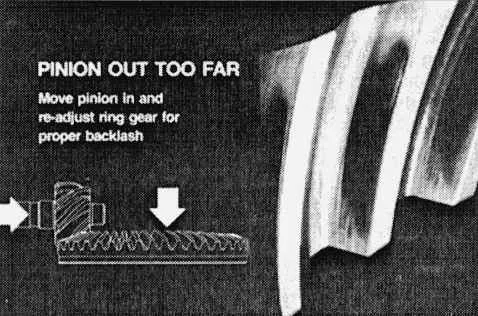 PINION OUT TOO FAR
Move pinion in and
re-adjust ring gear for
proper backlash